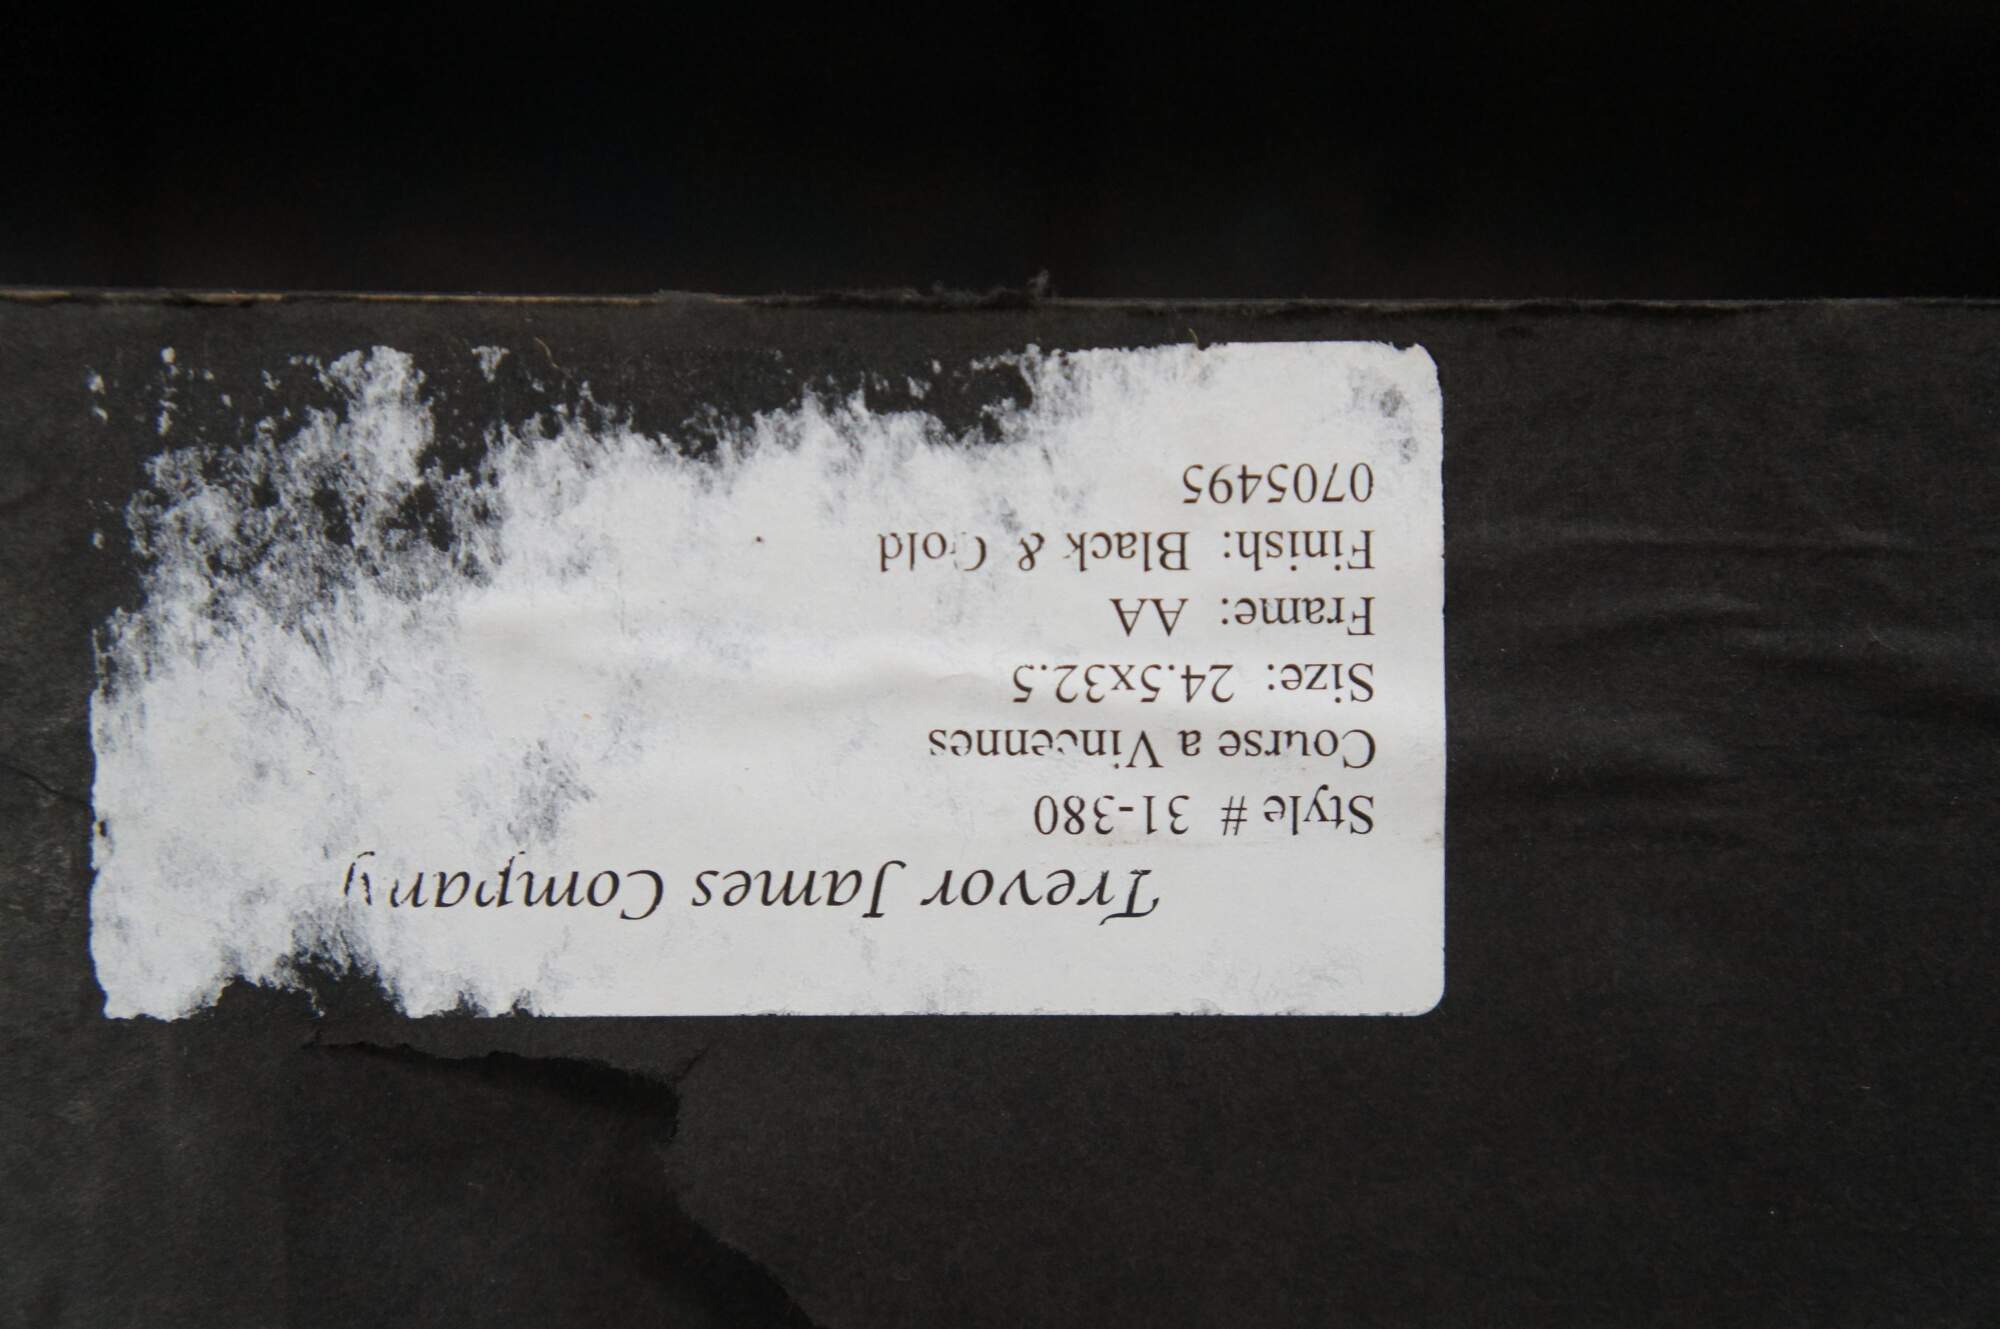 Trevor James Company
Style # 31-380
Course a Vincennes
Size: 24.5x32.5
Frame: AA
Finish: Black & Gold
0705495